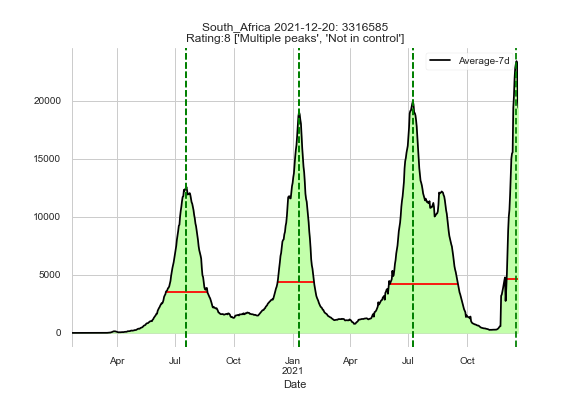 South_Africa 2021-12-20: 3316585
Rating:8 ['Multiple peaks', 'Not in control']
Average-7d
20000
15000
10000
5000
0
Apr Jul Oct Jan Apr Jul Oct
2021
Date